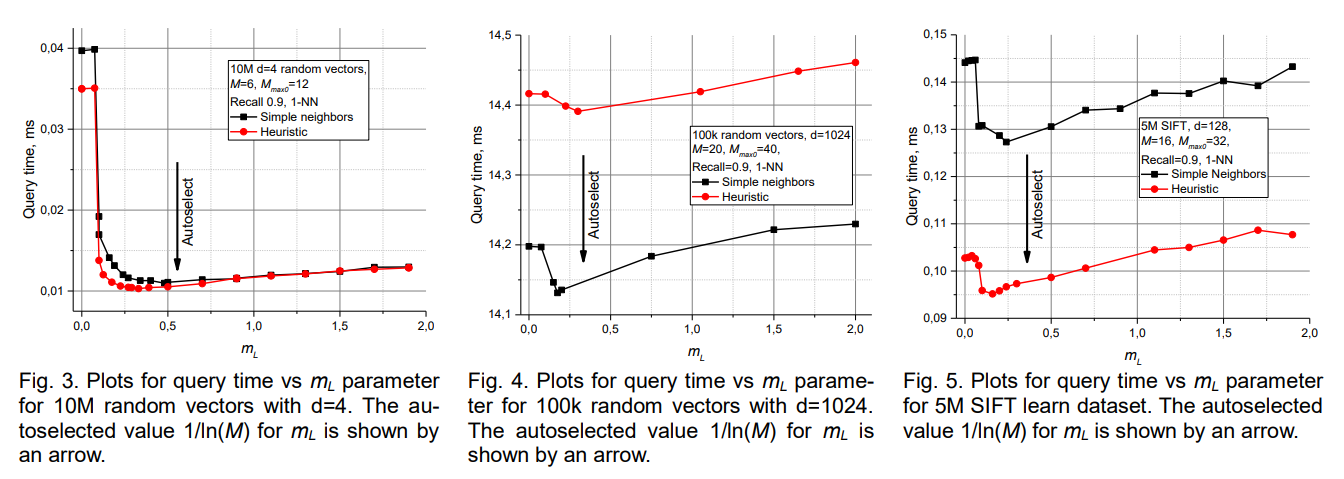 0,04
0,03
0,02
0,01
Query time, ms
10M d=4 random vectors,
M=6, Mmax0=12
Recall 0.9, 1-NN
Simple neighbors
Heuristic
Autoselect
0,0 0,5 1,0 1,5 2,0
mL
Fig. 3. Plots for query time vs mL parameter
for 10M random vectors with d=4. The au-
toselected value 1/ln(M) for mL is shown by
an arrow.
14,5
14,4
14,3
14,2
14,1
Query time, ms
100k random vectors, d=1024
M=20, Mmax0=40,
Recall=0.9, 1-NN
Simple neighbors
Heuristic
Autoselect
0,0 0,5 1,0 1,5 2,0
mL
Fig. 4. Plots for query time vs mL parame-
ter for 100k random vectors with d=1024.
The autoselected value 1/ln(M) for mL is
shown by an arrow.
0,15
0,14
0,13
0,12
0,11
0,10
0,09
Query time, ms
5M SIFT, d=128,
M=16, Mmax0=32,
Recall=0.9, 1-NN
Simple Neighbors
Heuristic
Autoselect
0,0 0,5 1,0 1,5 2,0
mL
Fig. 5. Plots for query time vs mL parameter
for 5M SIFT learn dataset. The autoselected
value 1/ln(M) for mL is shown by an arrow.